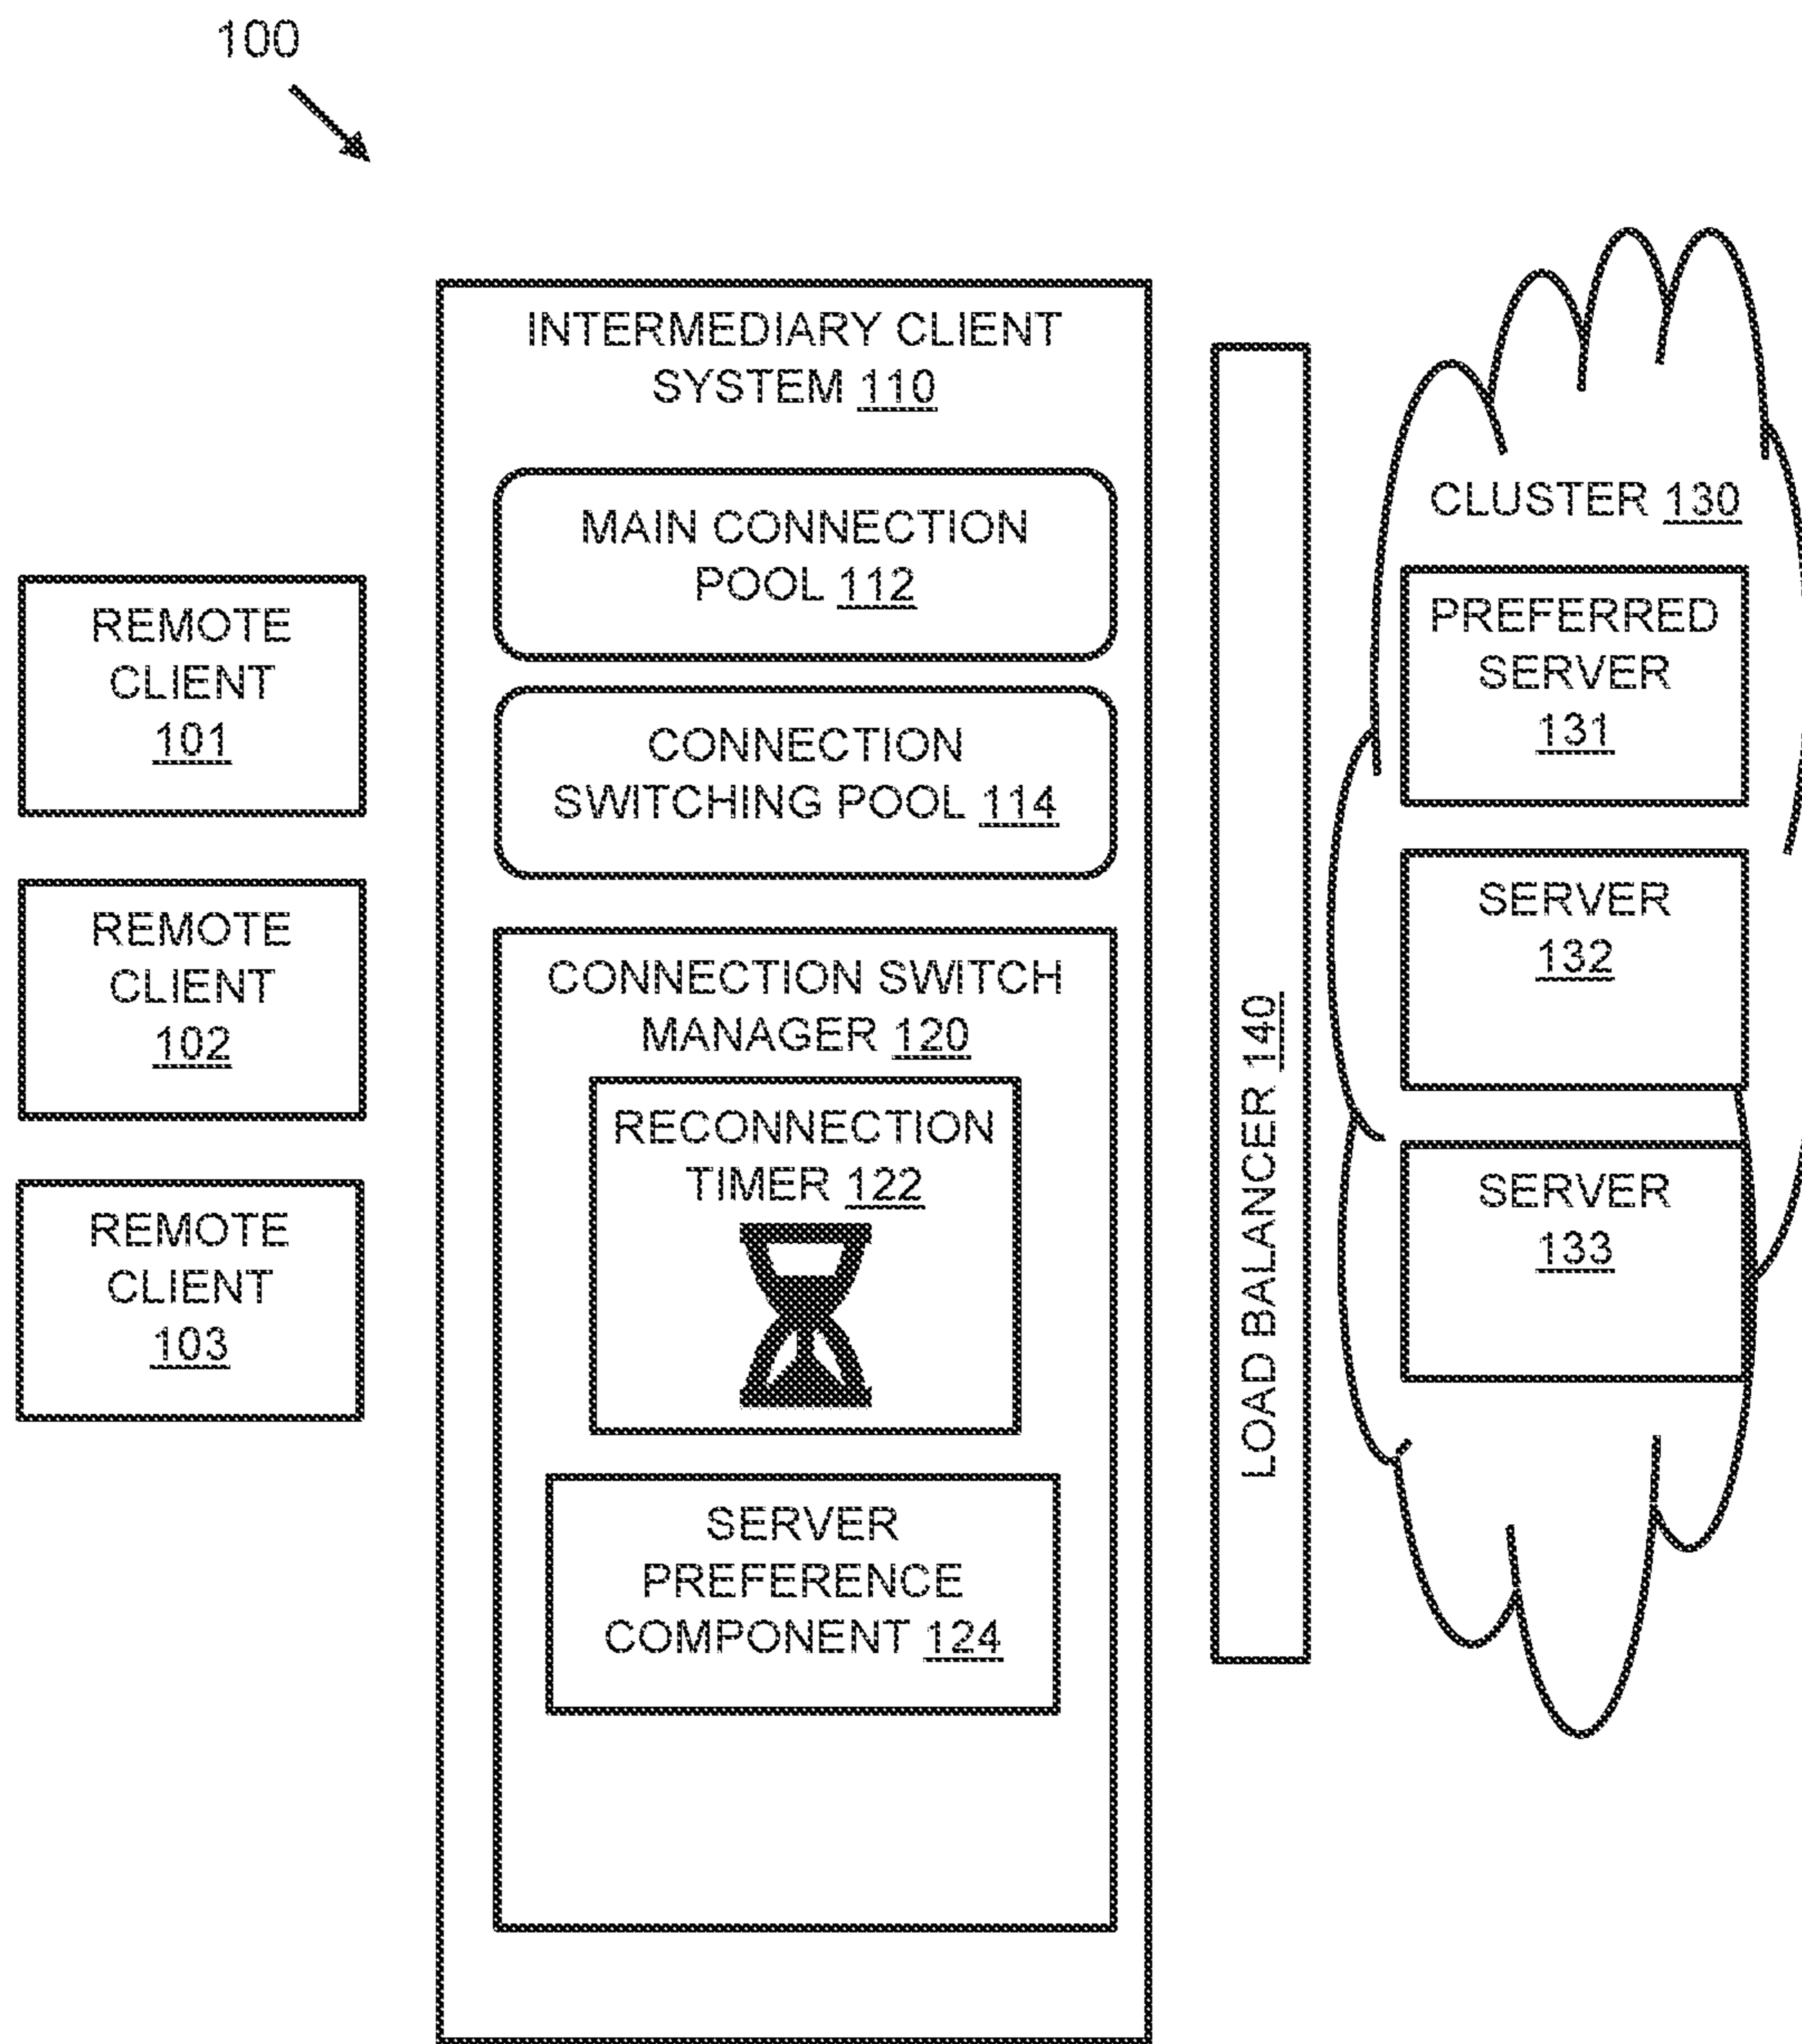 100
INTERMEDIARY CLIENT
SYSTEM 110
MAIN CONNECTION
POOL 112
CONNECTION
SWITCHING POOL 114
CONNECTION SWITCH
MANAGER 120
RECONNECTION
TIMER 122
SERVER
PREFERENCE
COMPONENT 124
REMOTE
CLIENT
101
REMOTE
CLIENT
102
REMOTE
CLIENT
103
LOAD BALANCER 140
CLUSTER 130
PREFERRED
SERVER
131
SERVER
132
SERVER
133